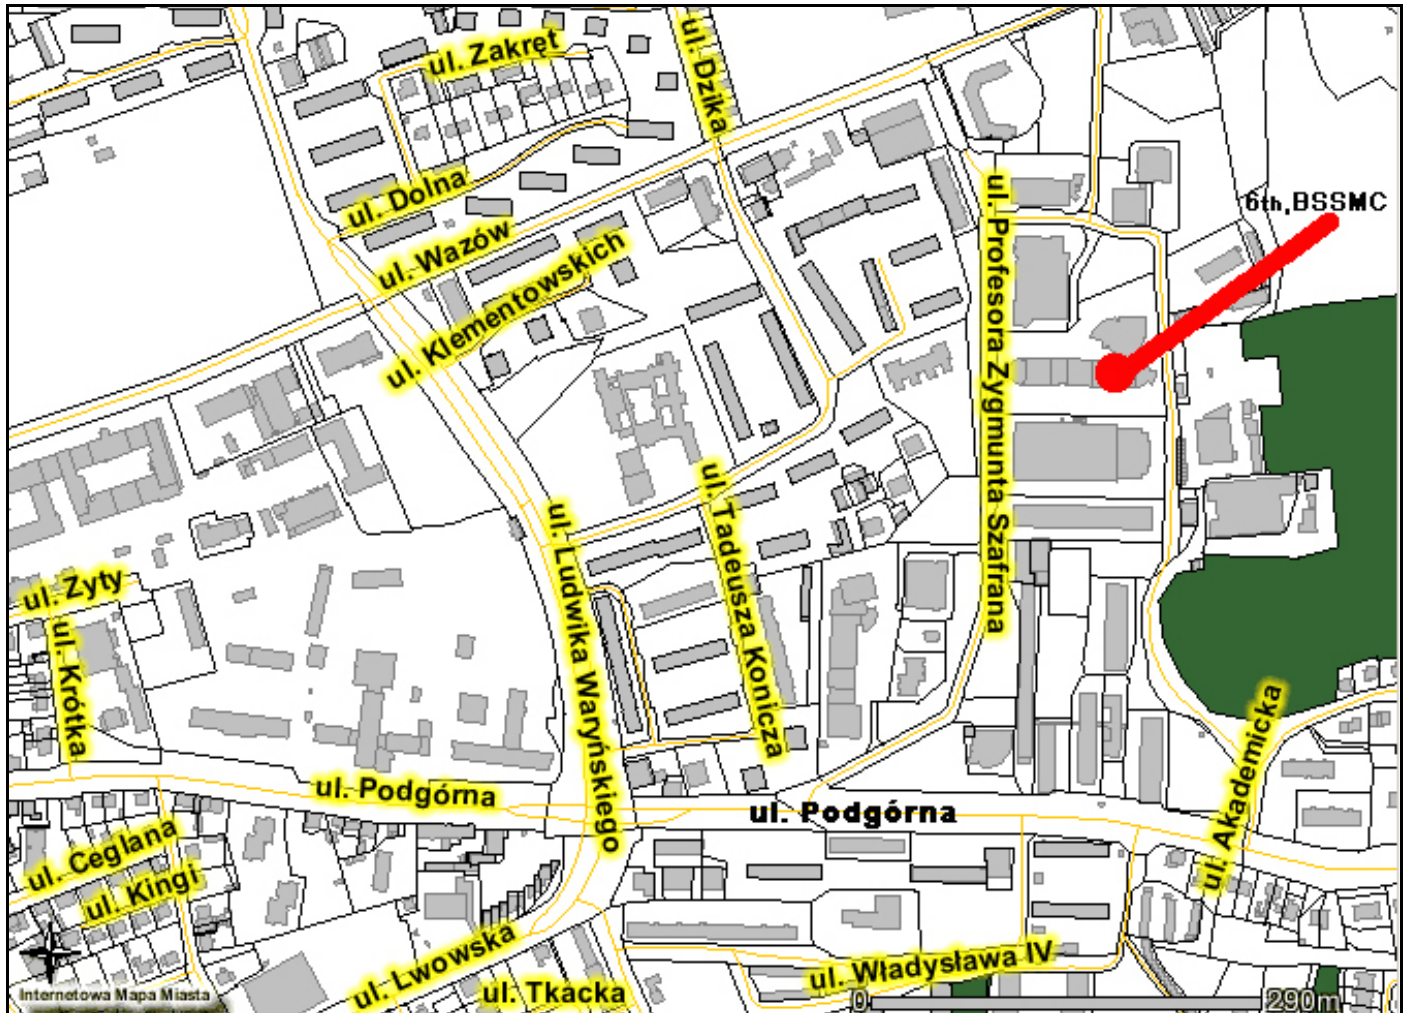 ul. Zakręt
ul. Dzika
ul. Dolna
ul. Wazów
ul. Klementowskich
ul. Profesora Zygmunta Szafrana
6th,BSSMC
ul. Tadeusza Konicza
ul. Ludwika Waryńskiego
ul. Zyty
ul. Krótka
ul. Podgórna
ul. Podgórna
ul. Akademicka
ul. Ceglana
ul. Kingi
ul. Lwowska
ul. Tkacka
ul. Władysława IV
Internetowa Mapa Miasta
0 290m